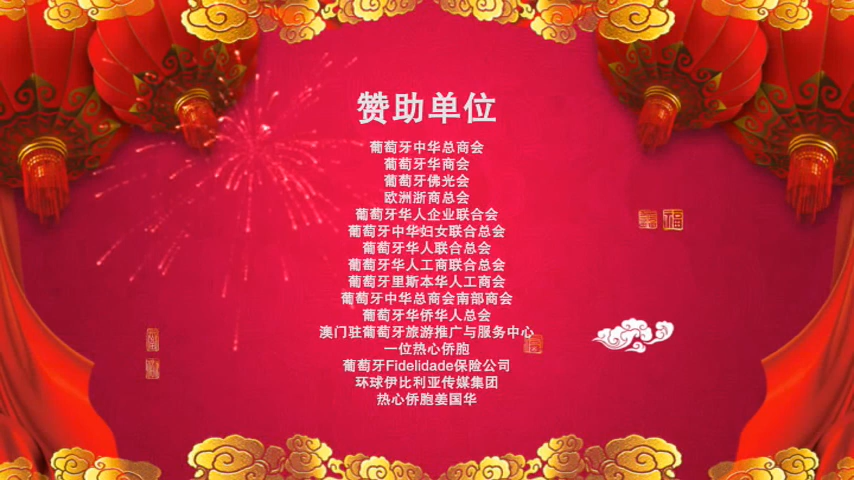 赞助单位
葡萄牙中华总商会
葡萄牙华商会
葡萄牙佛光会
欧洲浙商总会
葡萄牙华人企业联合会
葡萄牙中华妇女联合总会
葡萄牙华人联合总会
葡萄牙华人工商联合总会
葡萄牙里斯本华人工商会
葡萄牙中华总商会南部商会
葡萄牙华侨华人总会
澳门驻葡萄牙旅游推广与服务中心
一位热心侨胞
葡萄牙Fidelidade保险公司
环球伊比利亚传媒集团
热心侨胞姜国华
福